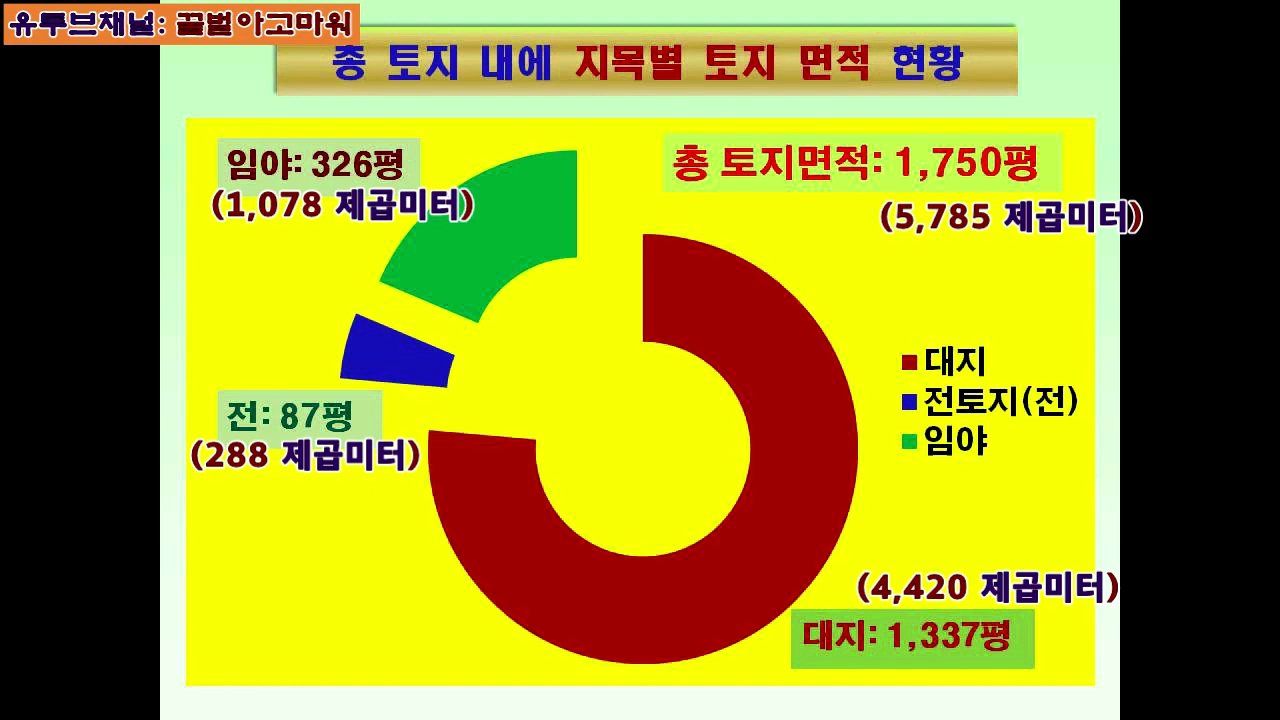 유투브채널: 꿀벌아고마워
총 토지 내에 지목별 토지 면적 현황
임야: 326평
(1,078 제곱미터)
총 토지면적: 1,750평
(5,785 제곱미터)
대지
전토지(전)
임야
전: 87평
(288 제곱미터)
(4,420 제곱미터)
대지: 1,337평